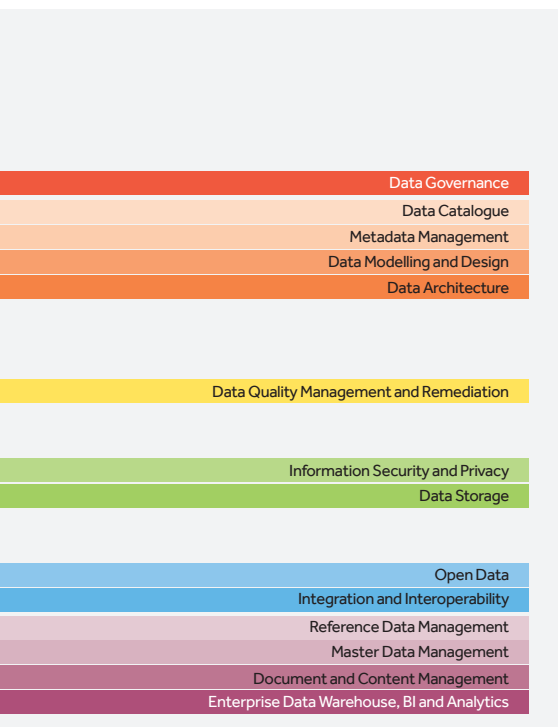 Data Governance
Data Catalogue
Metadata Management
Data Modelling and Design
Data Architecture
Data Quality Management and Remediation
Information Security and Privacy
Data Storage
Open Data
Integration and Interoperability
Reference Data Management
Master Data Management
Document and Content Management
Enterprise Data Warehouse, BI and Analytics